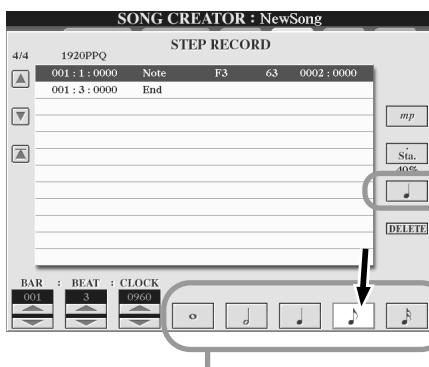 SONG CREATOR : NewSong
STEP RECORD
4/4 1920PPQ
001 : 1 : 0000 Note F3 63 0002 : 0000
001 : 3 : 0000 End
mp
Sta.
40%
DELETE
BAR : BEAT : CLOCK
001 3 0960